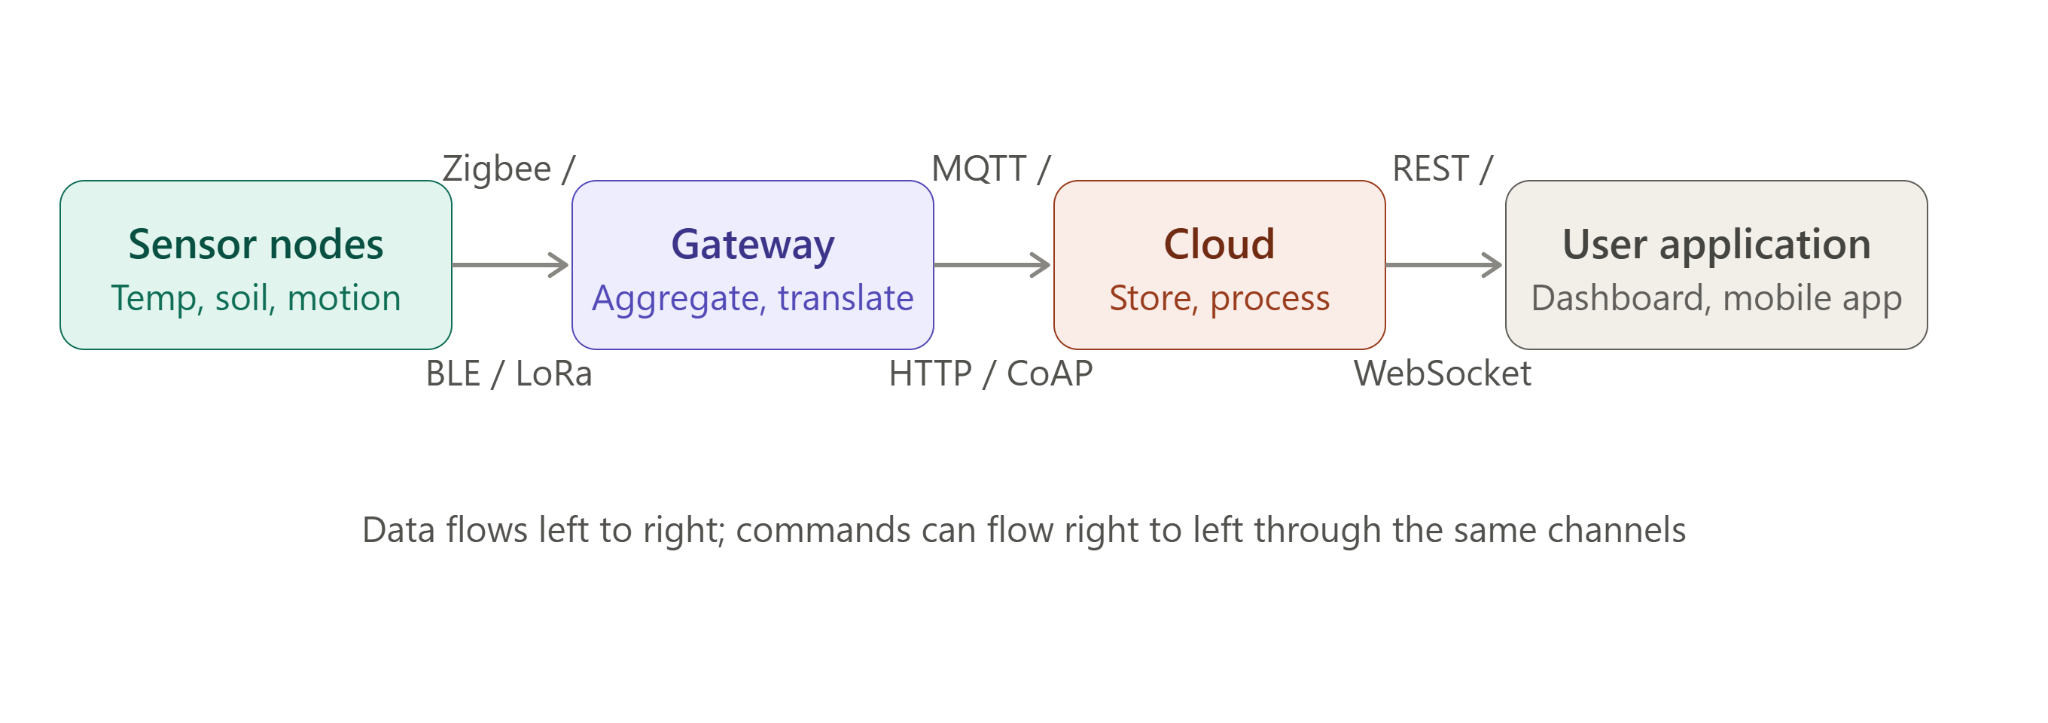 Zigbee /
MQTT /
REST /
Sensor nodes
Temp, soil, motion
Gateway
Aggregate, translate
Cloud
Store, process
User application
Dashboard, mobile app
BLE / LoRa
HTTP / CoAP
WebSocket
Data flows left to right; commands can flow right to left through the same channels